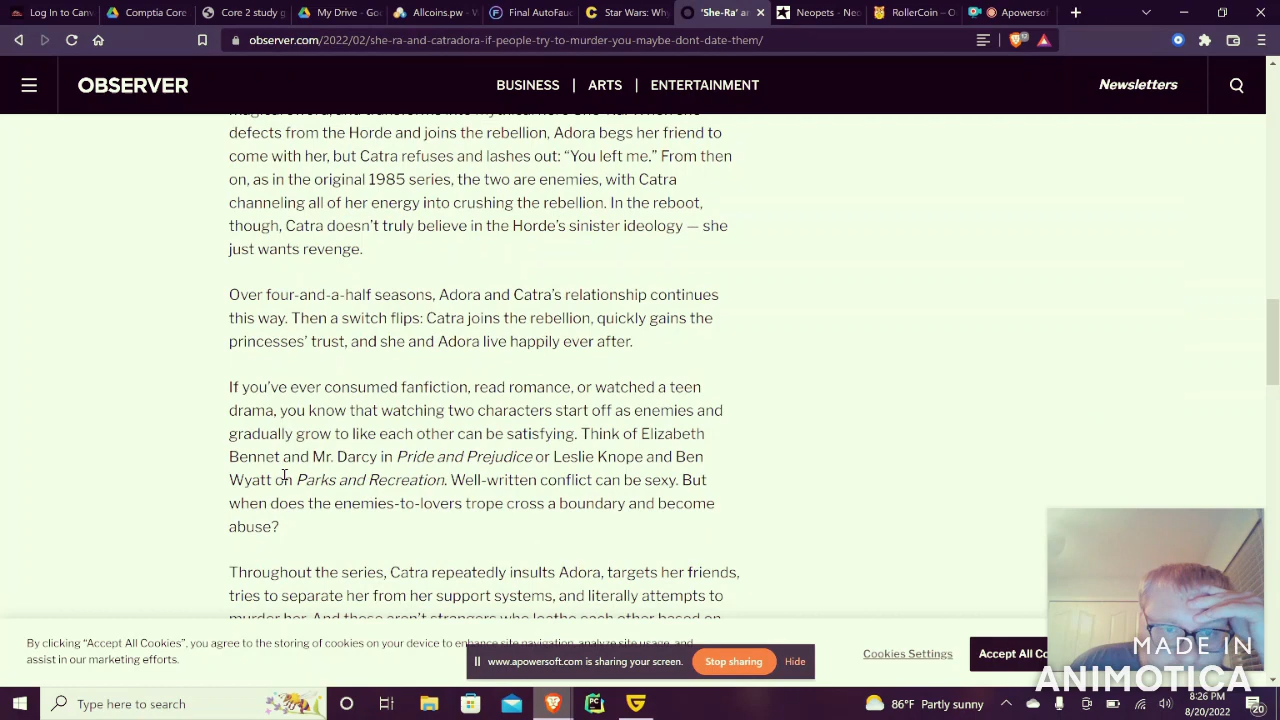 Log In to Canv
Comptia Core
Core 2 study g
My Drive - Goo
Allcoins.pw - V
Final AutoFauc
Star Wars: Why
'She-Ra' an
Neopets - Neo
RollerCoin – O
Apowersof
observer.com/2022/02/she-ra-and-catradora-if-people-try-to-murder-you-maybe-dont-date-them/
OBSERVER
BUSINESS | ARTS | ENTERTAINMENT
Newsletters
defects from the Horde and joins the rebellion, Adora begs her friend to
come with her, but Catra refuses and lashes out: “You left me.” From then
on, as in the original 1985 series, the two are enemies, with Catra
channeling all of her energy into crushing the rebellion. In the reboot,
though, Catra doesn’t truly believe in the Horde’s sinister ideology — she
just wants revenge.
Over four-and-a-half seasons, Adora and Catra’s relationship continues
this way. Then a switch flips: Catra joins the rebellion, quickly gains the
princesses’ trust, and she and Adora live happily ever after.
If you’ve ever consumed fanfiction, read romance, or watched a teen
drama, you know that watching two characters start off as enemies and
gradually grow to like each other can be satisfying. Think of Elizabeth
Bennet and Mr. Darcy in Pride and Prejudice or Leslie Knope and Ben
Wyatt on Parks and Recreation. Well-written conflict can be sexy. But
when does the enemies-to-lovers trope cross a boundary and become
abuse?
Throughout the series, Catra repeatedly insults Adora, targets her friends,
tries to separate her from her support systems, and literally attempts to
By clicking “Accept All Cookies”, you agree to the storing of cookies on your device to enhance site navigation, analyze site usage, and
assist in our marketing efforts.
www.apowersoft.com is sharing your screen.
Stop sharing
Hide
Cookies Settings
Accept All Co
MADE IN
ANIMOTICA
Type here to search
86°F Partly sunny
8:26 PM
8/20/2022
20